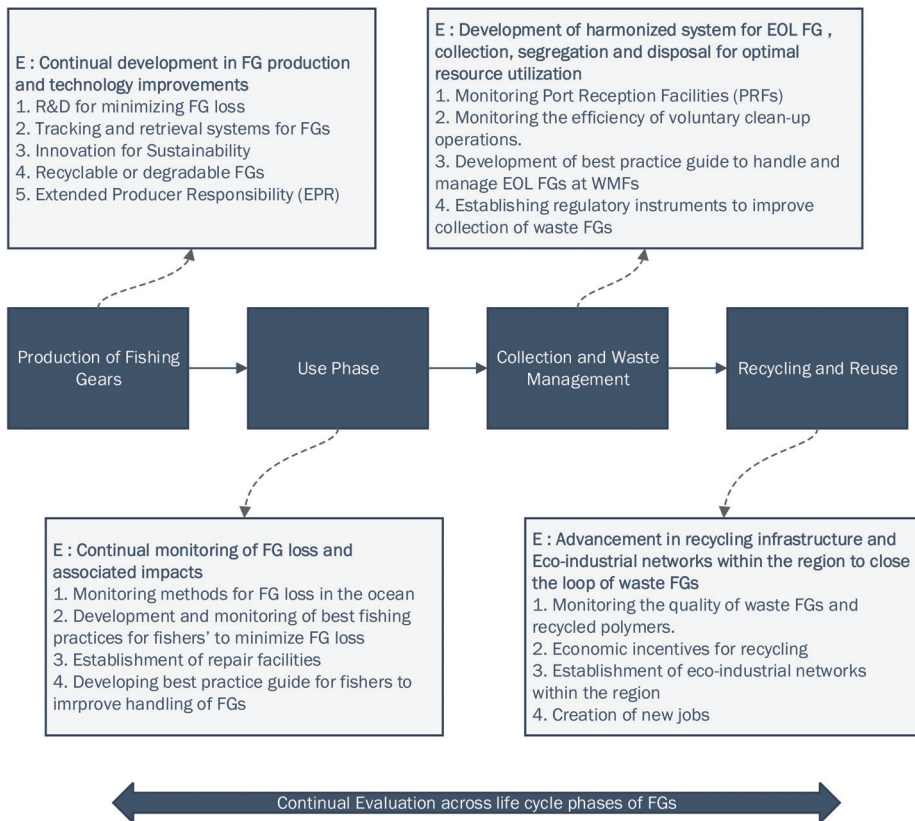 E : Continual development in FG production
and technology improvements
1. R&D for minimizing FG loss
2. Tracking and retrieval systems for FGs
3. Innovation for Sustainability
4. Recyclable or degradable FGs
5. Extended Producer Responsibility (EPR)
E : Development of harmonized system for EOL FG ,
collection, segregation and disposal for optimal
resource utilization
1. Monitoring Port Reception Facilities (PRFs)
2. Monitoring the efficiency of voluntary clean-up
operations.
3. Development of best practice guide to handle and
manage EOL FGs at WMFs
4. Establishing regulatory instruments to improve
collection of waste FGs
Production of Fishing
Gears
Use Phase
Collection and Waste
Management
Recycling and Reuse
E : Continual monitoring of FG loss and
associated impacts
1. Monitoring methods for FG loss in the ocean
2. Development and monitoring of best fishing
practices for fishers' to minimize FG loss
3. Establishment of repair facilities
4. Developing best practice guide for fishers to
imrprove handling of FGs
E : Advancement in recycling infrastructure and
Eco-industrial networks within the region to close
the loop of waste FGs
1. Monitoring the quality of waste FGs and
recycled polymers.
2. Economic incentives for recycling
3. Establishment of eco-industrial networks
within the region
4. Creation of new jobs
Continual Evaluation across life cycle phases of FGs